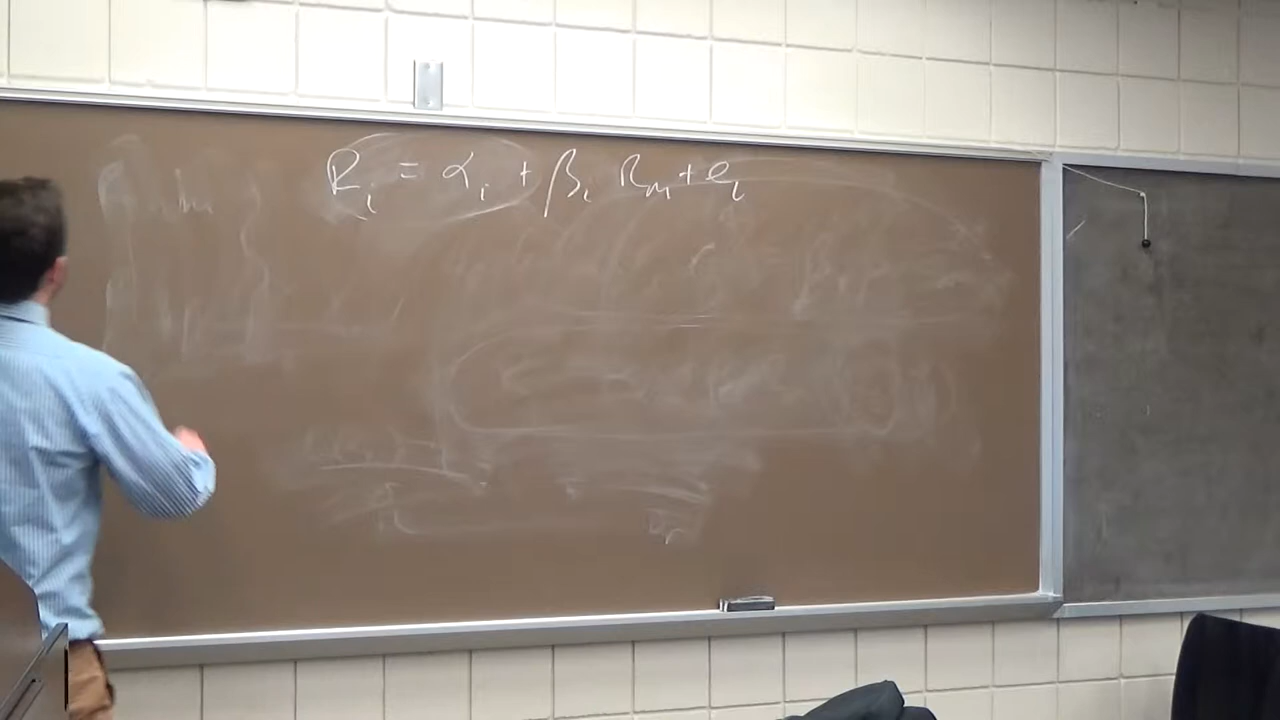 Rᵢ = αᵢ + βᵢ Rₘ + eᵢ